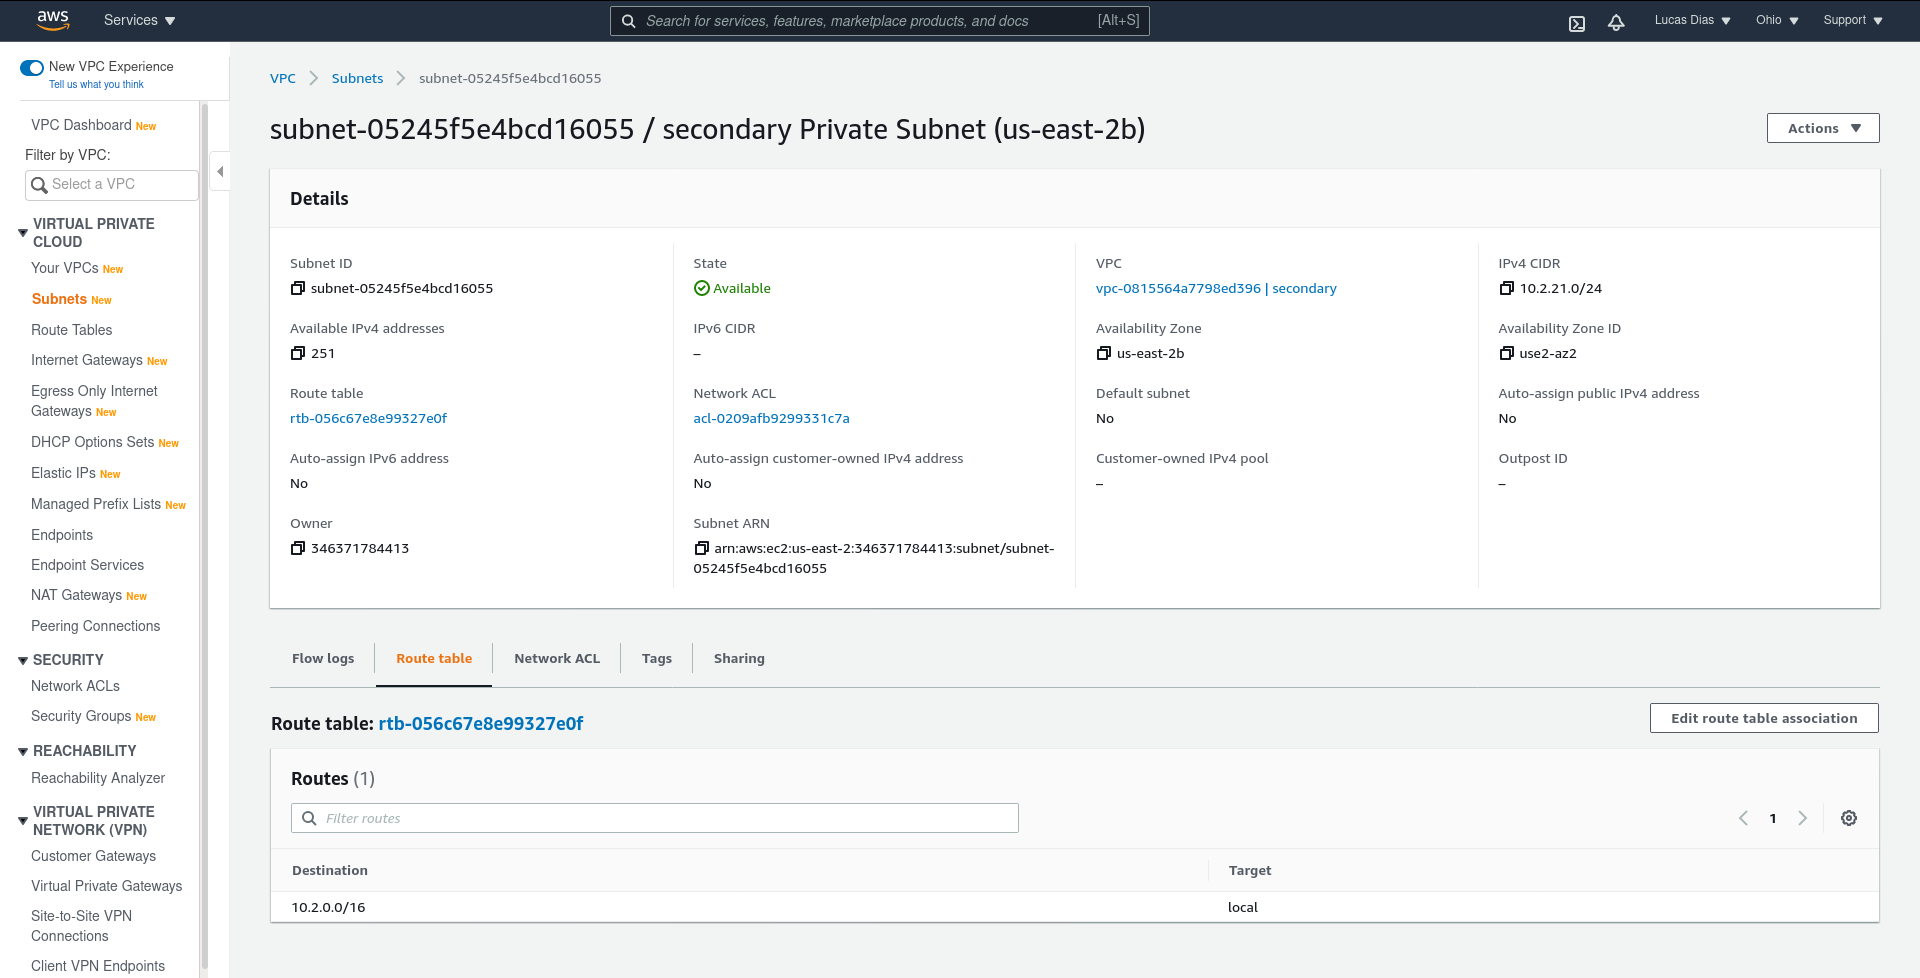 aws
Services
Search for services, features, marketplace products, and docs [Alt+S]
Lucas Dias
Ohio
Support
New VPC Experience
Tell us what you think
VPC Dashboard New
Filter by VPC:
Select a VPC
VIRTUAL PRIVATE
CLOUD
Your VPCs New
Subnets New
Route Tables
Internet Gateways New
Egress Only Internet
Gateways New
DHCP Options Sets New
Elastic IPs New
Managed Prefix Lists New
Endpoints
Endpoint Services
NAT Gateways New
Peering Connections
SECURITY
Network ACLs
Security Groups New
REACHABILITY
Reachability Analyzer
VIRTUAL PRIVATE
NETWORK (VPN)
Customer Gateways
Virtual Private Gateways
Site-to-Site VPN
Connections
Client VPN Endpoints
VPC
Subnets
subnet-05245f5e4bcd16055
subnet-05245f5e4bcd16055 / secondary Private Subnet (us-east-2b)
Actions
Details
Subnet ID
subnet-05245f5e4bcd16055
State
Available
VPC
vpc-0815564a7798ed396 | secondary
IPv4 CIDR
10.2.21.0/24
Available IPv4 addresses
251
IPv6 CIDR
–
Availability Zone
us-east-2b
Availability Zone ID
use2-az2
Route table
rtb-056c67e8e99327e0f
Network ACL
acl-0209afb9299331c7a
Default subnet
No
Auto-assign public IPv4 address
No
Auto-assign IPv6 address
No
Auto-assign customer-owned IPv4 address
No
Customer-owned IPv4 pool
–
Outpost ID
–
Owner
346371784413
Subnet ARN
arn:aws:ec2:us-east-2:346371784413:subnet/subnet-
05245f5e4bcd16055
Flow logs
Route table
Network ACL
Tags
Sharing
Route table: rtb-056c67e8e99327e0f
Edit route table association
Routes (1)
Filter routes
1
Destination
Target
10.2.0.0/16
local